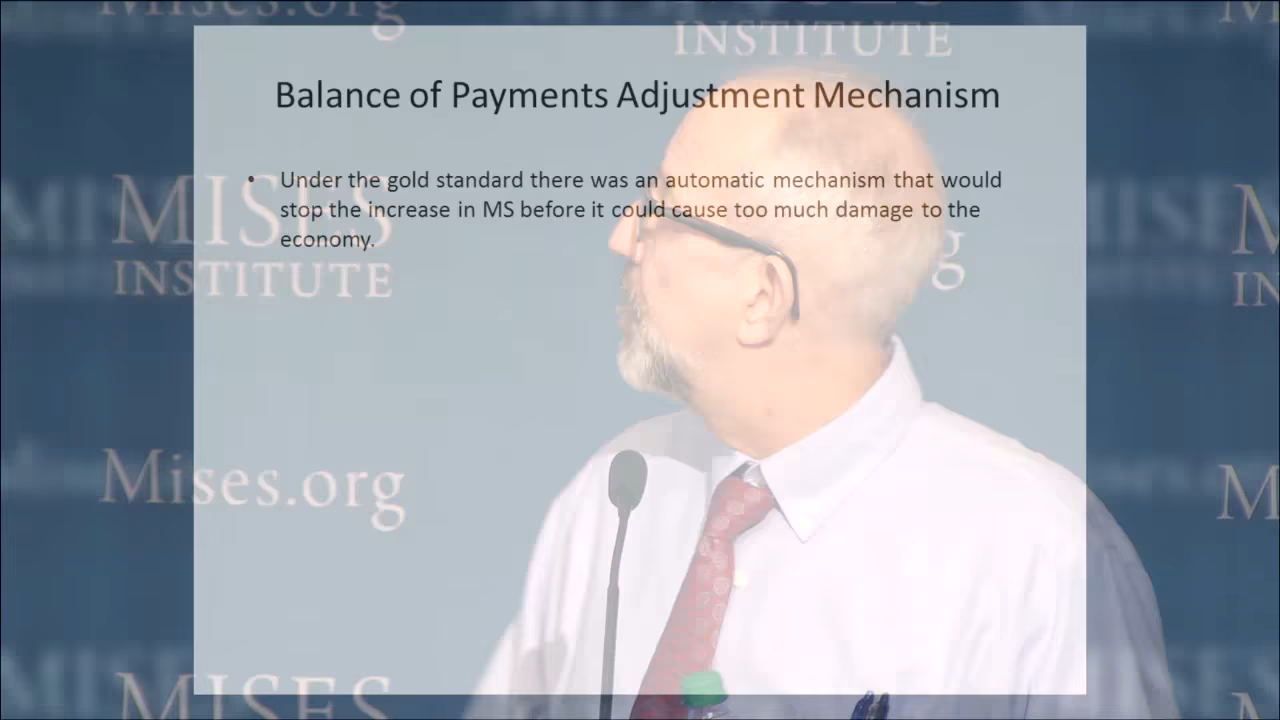 Mises.org
INSTITUTE
Balance of Payments Adjustment Mechanism
• Under the gold standard there was an automatic mechanism that would
stop the increase in MS before it could cause too much damage to the
economy.
MISES
INSTITUTE
Mises.org
MISES